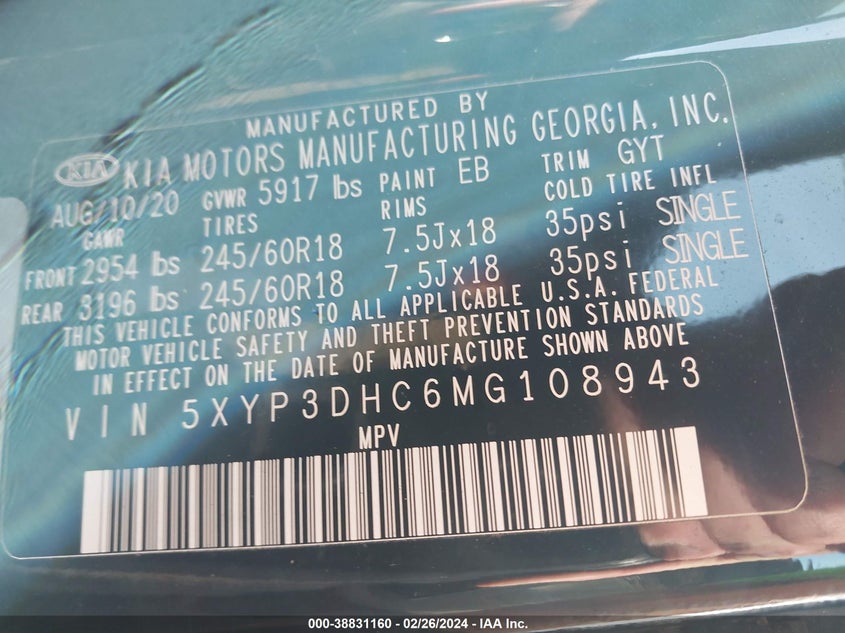 MANUFACTURED BY
KIA KIA MOTORS MANUFACTURING GEORGIA, INC.
AUG/10/20 GVWR 5917 lbs PAINT EB TRIM GYT
GAWR TIRES RIMS COLD TIRE INFL
FRONT 2954 lbs 245/60R18 7.5Jx18 35psi SINGLE
REAR 3196 lbs 245/60R18 7.5Jx18 35psi SINGLE
THIS VEHICLE CONFORMS TO ALL APPLICABLE U.S.A. FEDERAL
MOTOR VEHICLE SAFETY AND THEFT PREVENTION STANDARDS
IN EFFECT ON THE DATE OF MANUFACTURE SHOWN ABOVE
VIN 5XYP3DHC6MG108943
MPV
000-38831160 - 02/26/2024 - IAA Inc.